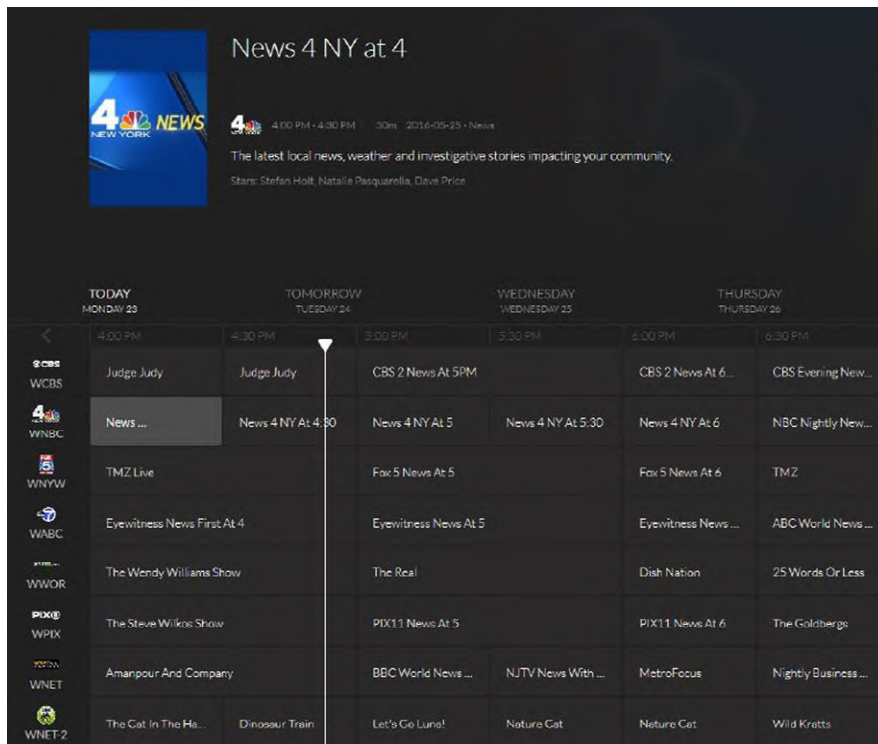 News 4 NY at 4
4 NEWS
NEW YORK
4 4:00 PM - 4:30 PM 30m 2016-05-25 • News
The latest local news, weather and investigative stories impacting your community.
Stars: Stefan Holt, Natalie Pasquarella, Dave Price
TODAY TOMORROW WEDNESDAY THURSDAY
MONDAY 23 TUESDAY 24 WEDNESDAY 25 THURSDAY 26
4:00 PM 4:30 PM 5:00 PM 5:30 PM 6:00 PM 6:30 PM
CBS 2
WCBS Judge Judy Judge Judy CBS 2 News At 5PM CBS 2 News At 6... CBS Evening New...
4
WNBC News ... News 4 NY At 4:30 News 4 NY At 5 News 4 NY At 5:30 News 4 NY At 6 NBC Nightly New...
FOX 5
WNYW TMZ Live Fox 5 News At 5 Fox 5 News At 6 TMZ
7
WABC Eyewitness News First At 4 Eyewitness News At 5 Eyewitness News ... ABC World News ...
WWOR The Wendy Williams Show The Real Dish Nation 25 Words Or Less
PIX11
WPIX The Steve Wilkos Show PIX11 News At 5 PIX11 News At 6 The Goldbergs
WNET Amanpour And Company BBC World News ... NJTV News With ... MetroFocus Nightly Business ...
WNET-2 The Cat In The Ha... Dinosaur Train Let's Go Luna! Nature Cat Nature Cat Wild Kratts